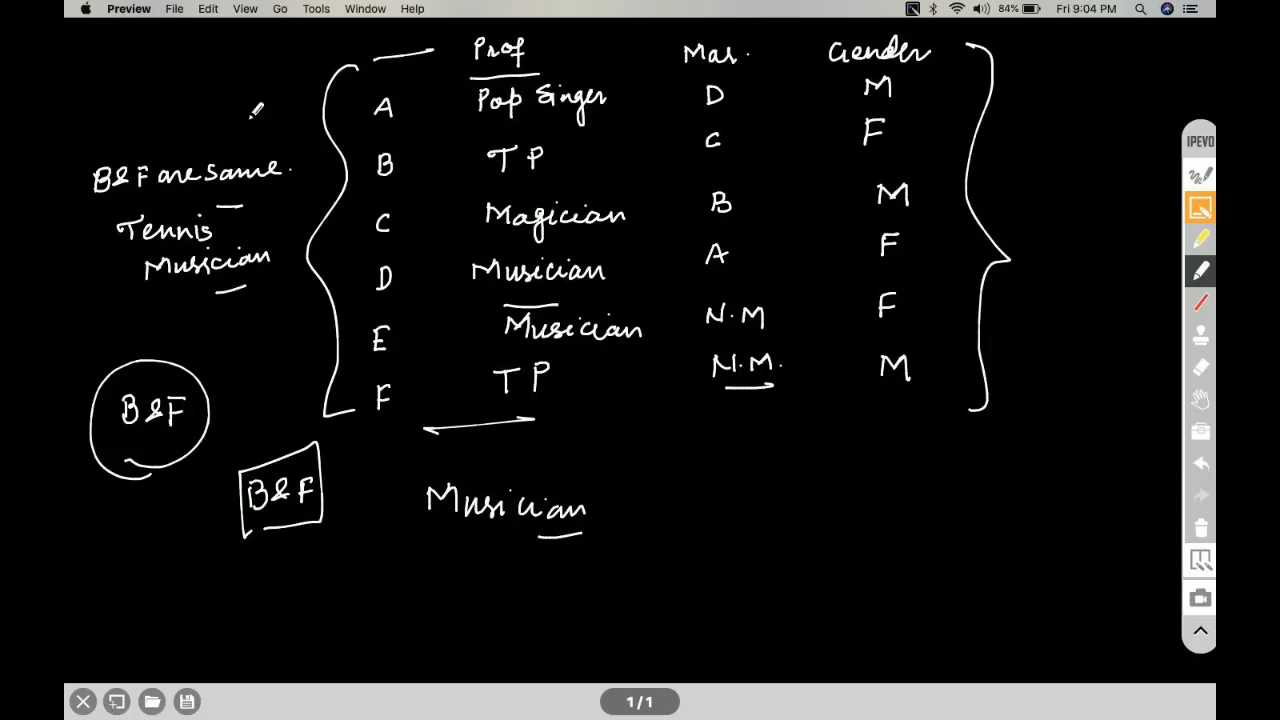 Preview File Edit View Go Tools Window Help 84% Fri 9:04 PM
Prof Mar. Gender
A Pop Singer D M
B TP C F
C Magician B M
D Musician A F
E Musician N.M F
F TP N.M. M
B&F are same.
Tennis
Musician
B&F
B&F Musician
IPEVO
1/1